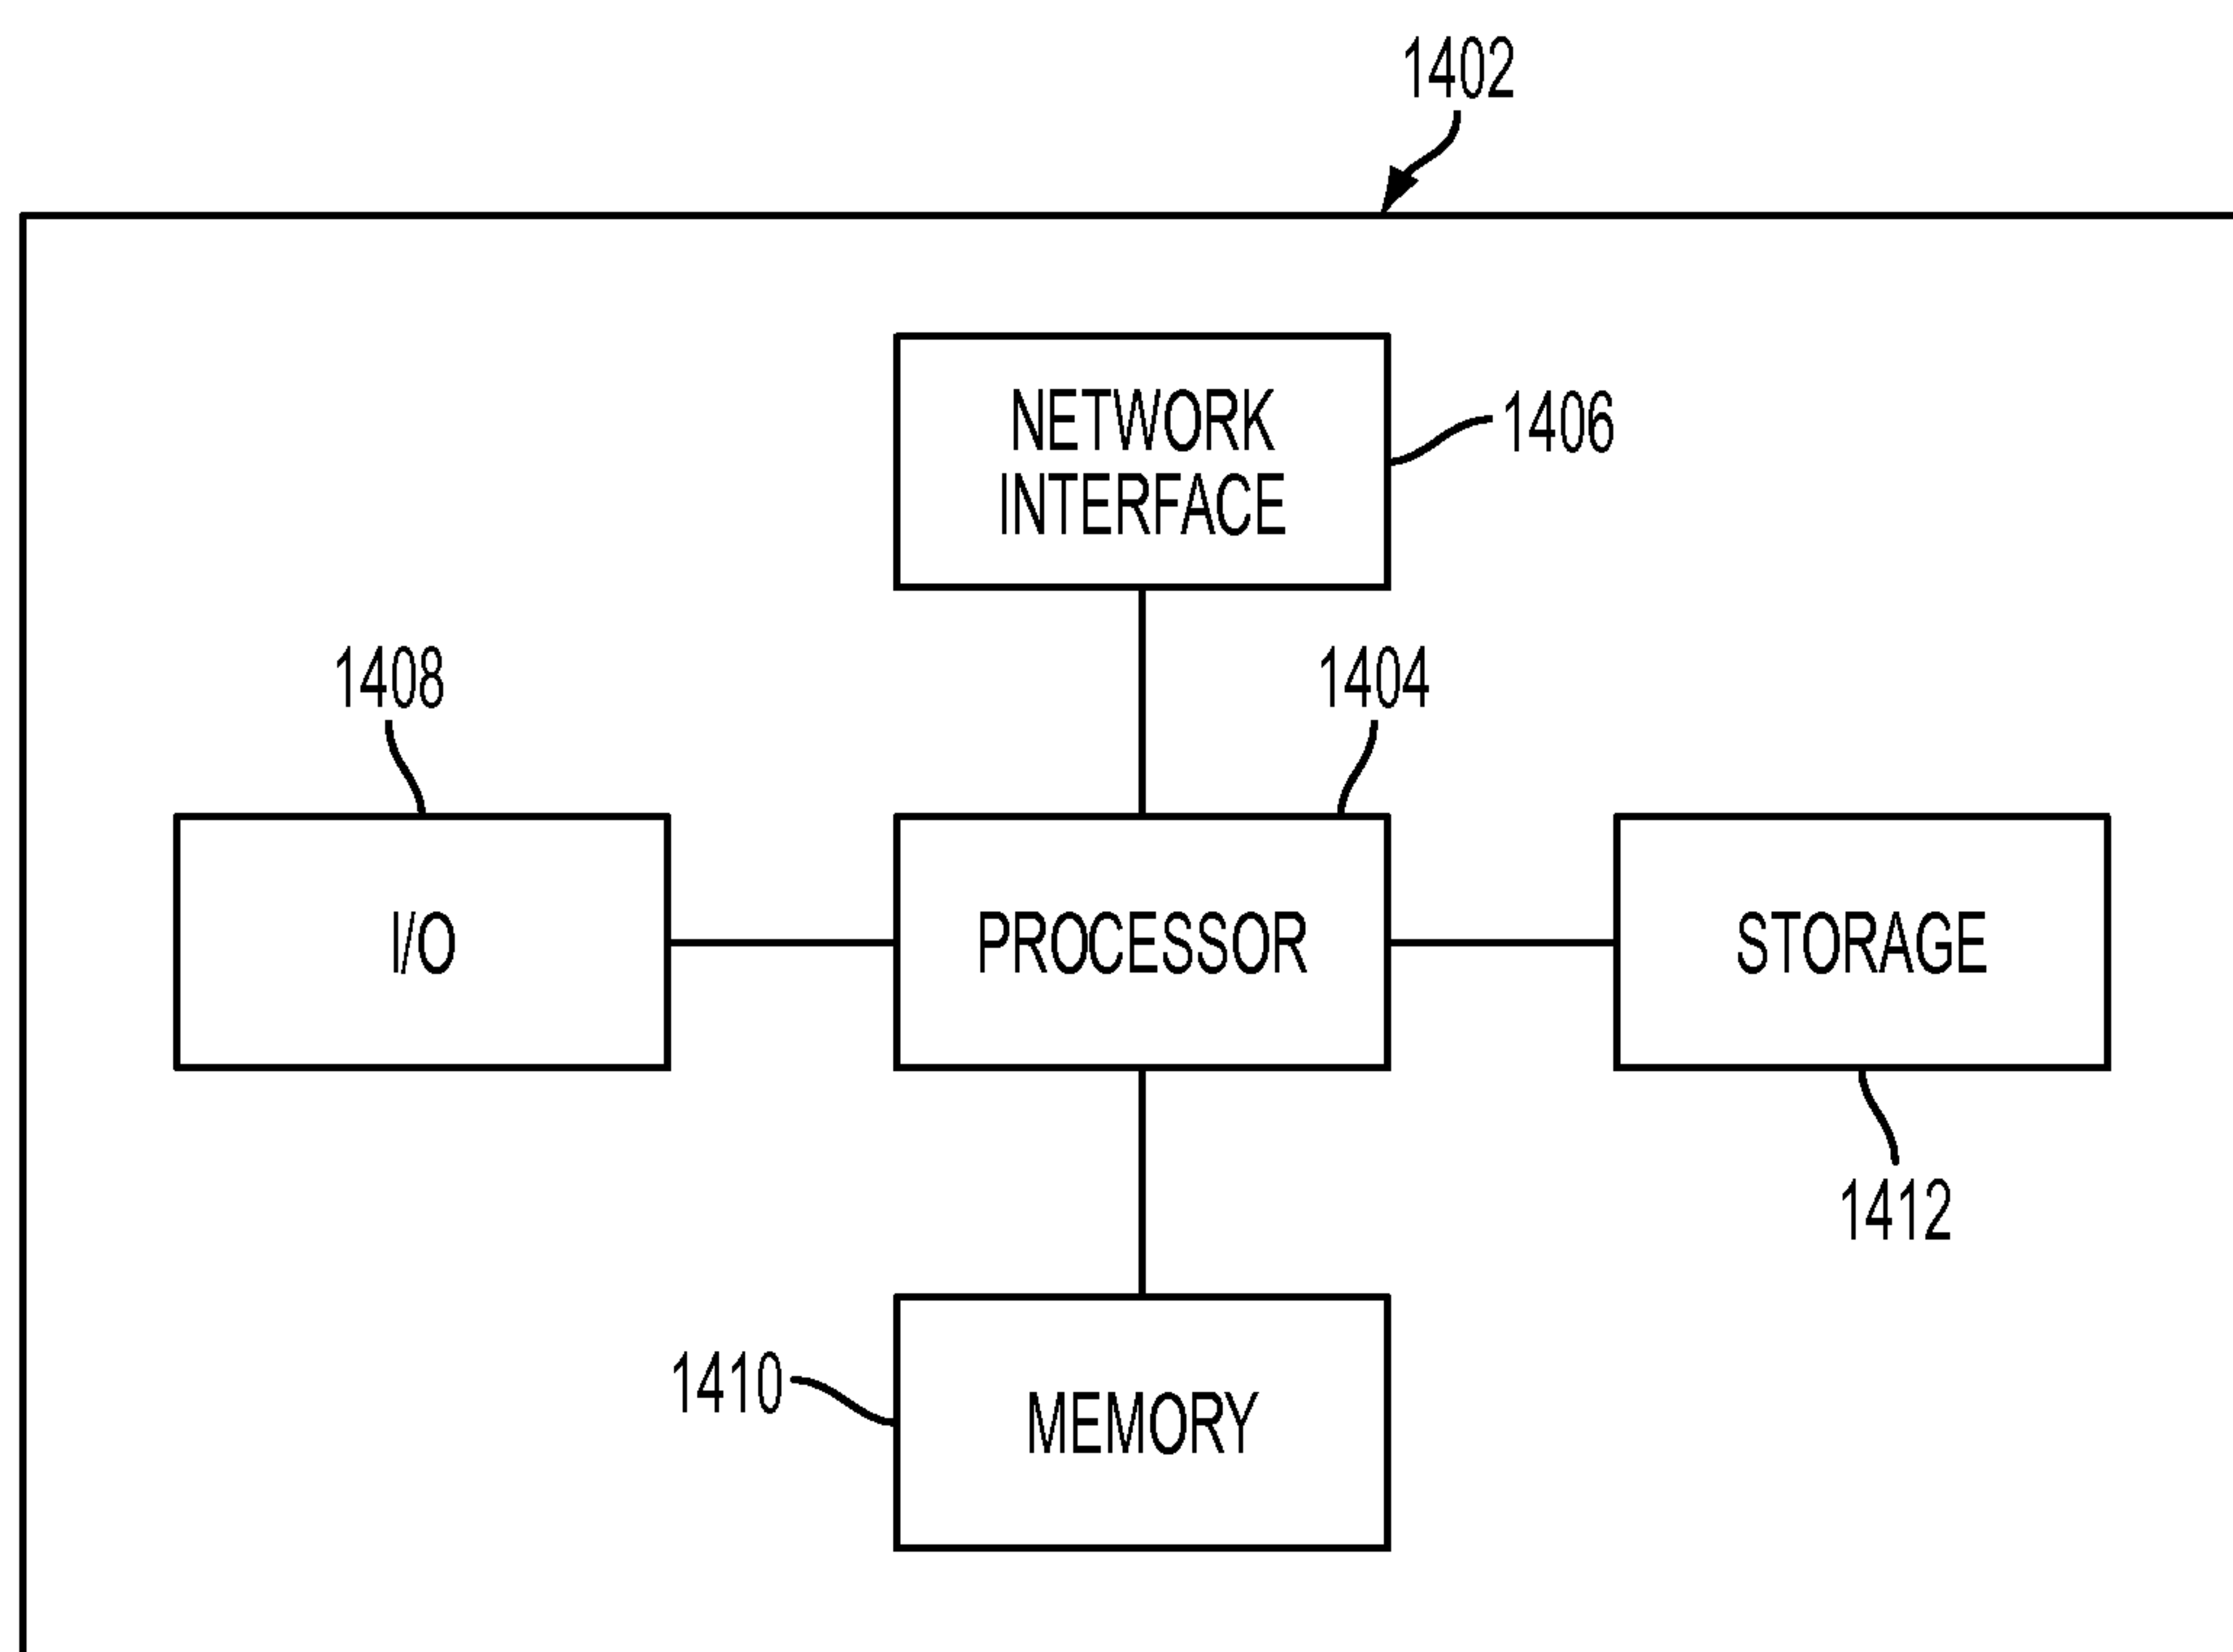 1402
NETWORK
INTERFACE
1406
1408
1404
I/O
PROCESSOR
STORAGE
1412
1410
MEMORY